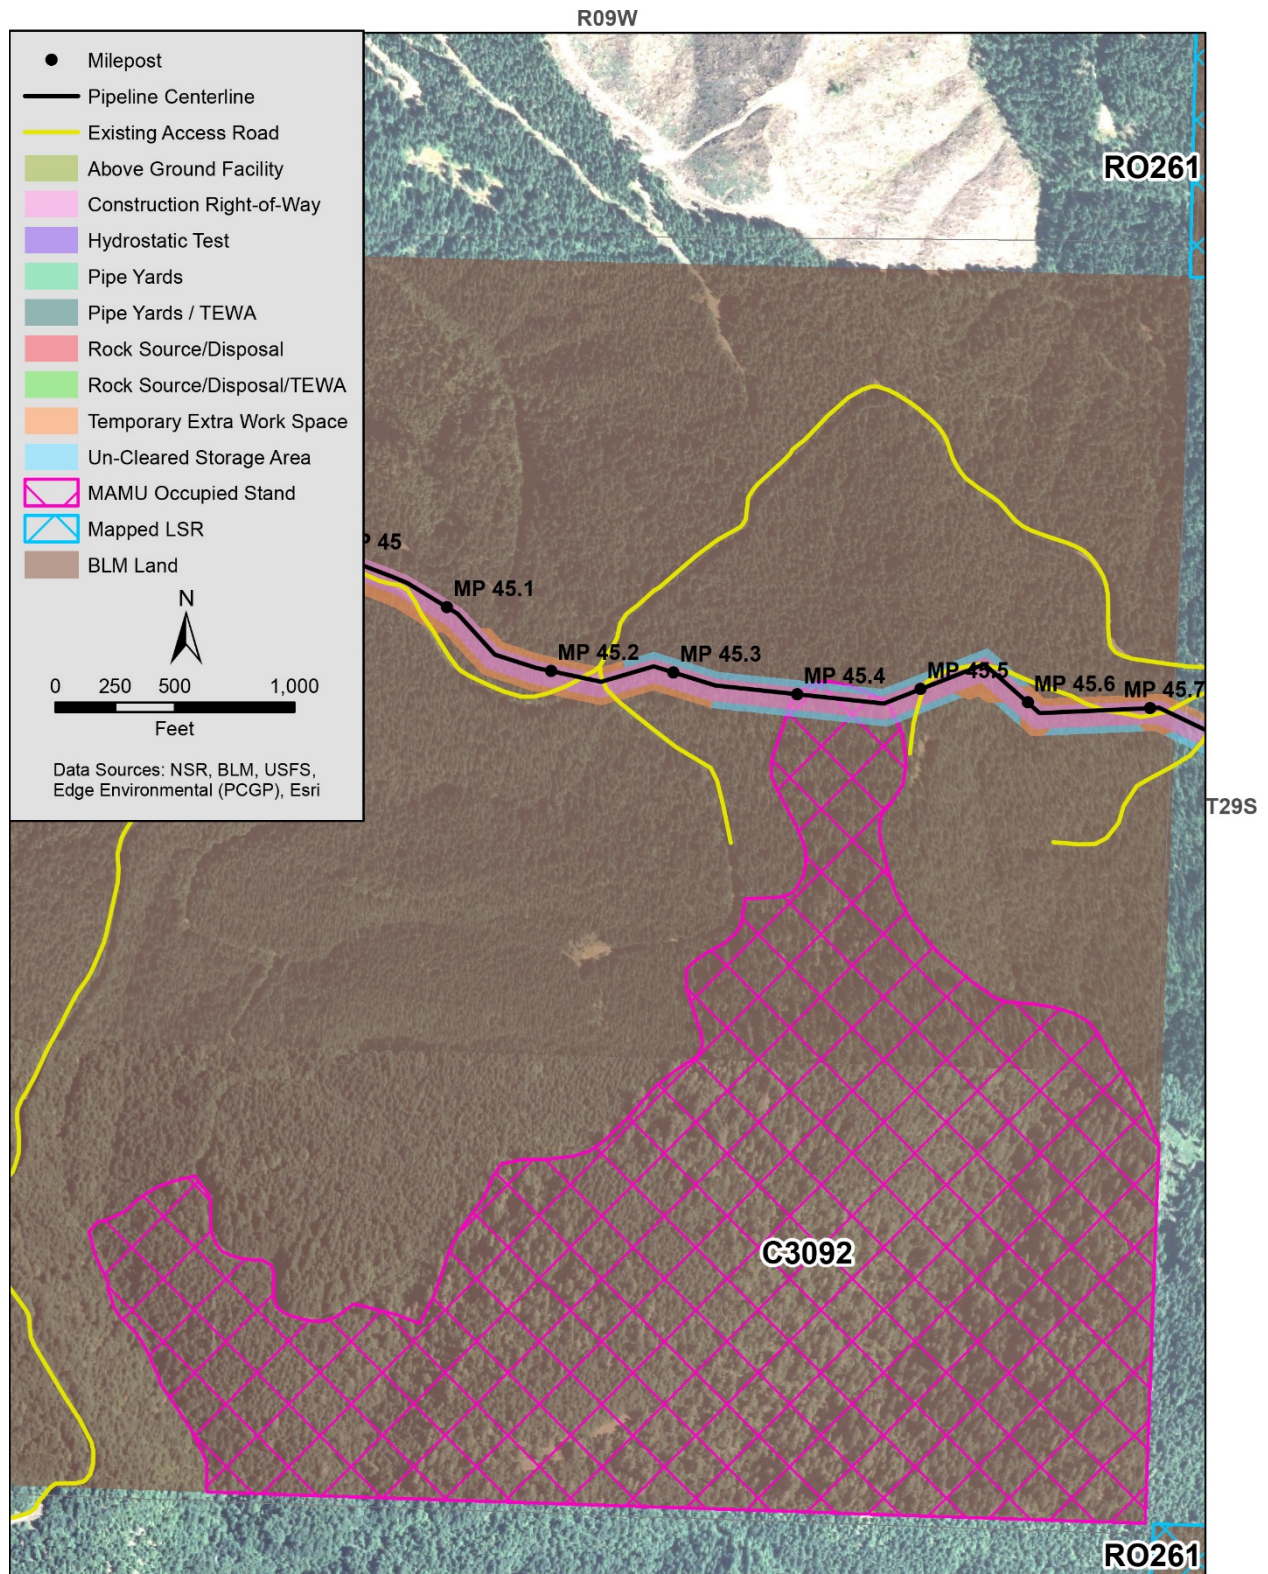 R09W
Milepost
Pipeline Centerline
Existing Access Road
Above Ground Facility
Construction Right-of-Way
Hydrostatic Test
Pipe Yards
Pipe Yards / TEWA
Rock Source/Disposal
Rock Source/Disposal/TEWA
Temporary Extra Work Space
Un-Cleared Storage Area
MAMU Occupied Stand
Mapped LSR
BLM Land
N
0 250 500 1,000
Feet
Data Sources: NSR, BLM, USFS,
Edge Environmental (PCGP), Esri
RO261
P 45
MP 45.1
MP 45.2
MP 45.3
MP 45.4
MP 45.5
MP 45.6
MP 45.7
T29S
C3092
RO261